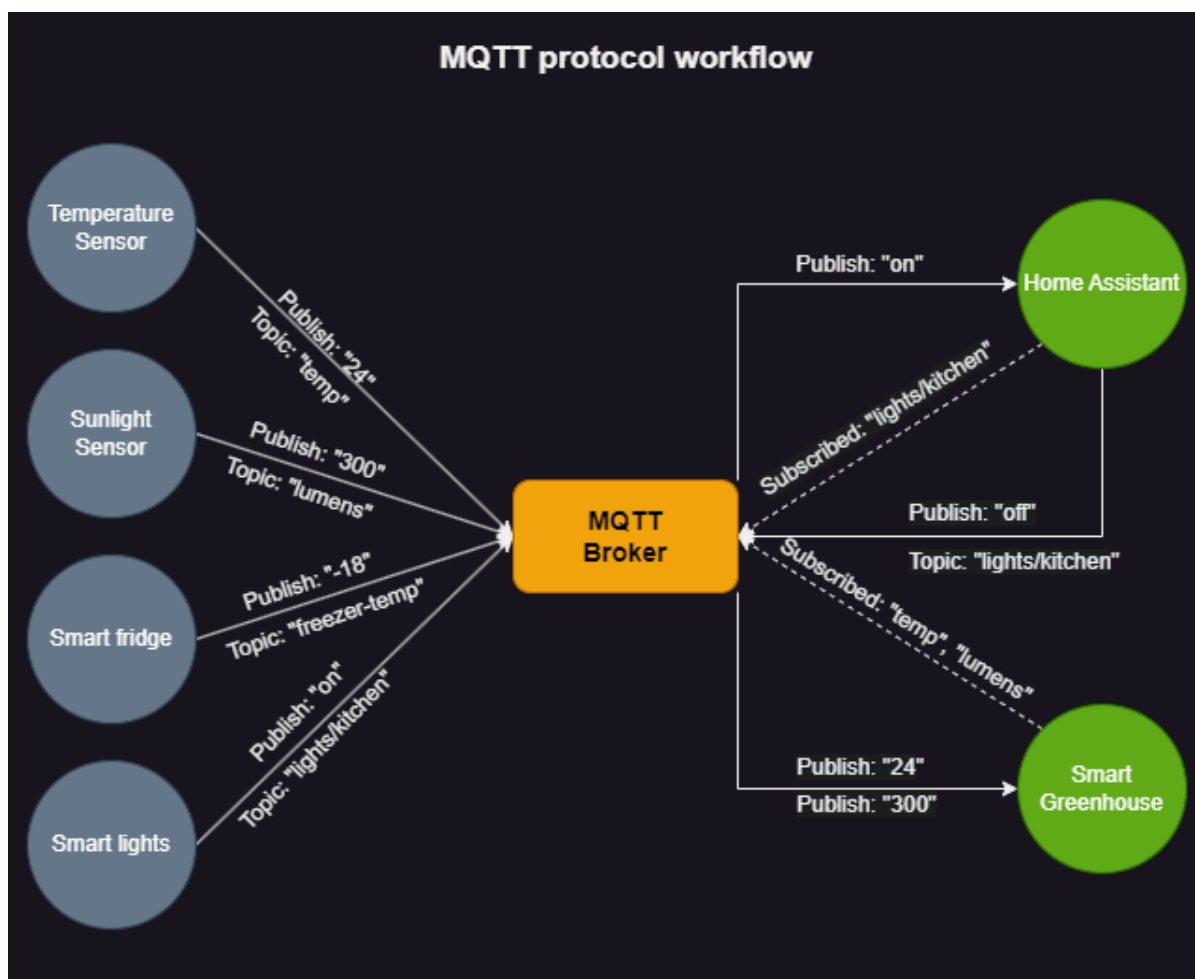 MQTT protocol workflow
Temperature
Sensor
Publish: "24"
Topic: "temp"
Sunlight
Sensor
Publish: "300"
Topic: "lumens"
Smart fridge
Publish: "-18"
Topic: "freezer-temp"
Smart lights
Publish: "on"
Topic: "lights/kitchen"
MQTT
Broker
Publish: "on"
Home Assistant
Subscribed: "lights/kitchen"
Publish: "off"
Topic: "lights/kitchen"
Subscribed: "temp", "lumens"
Publish: "24"
Publish: "300"
Smart
Greenhouse